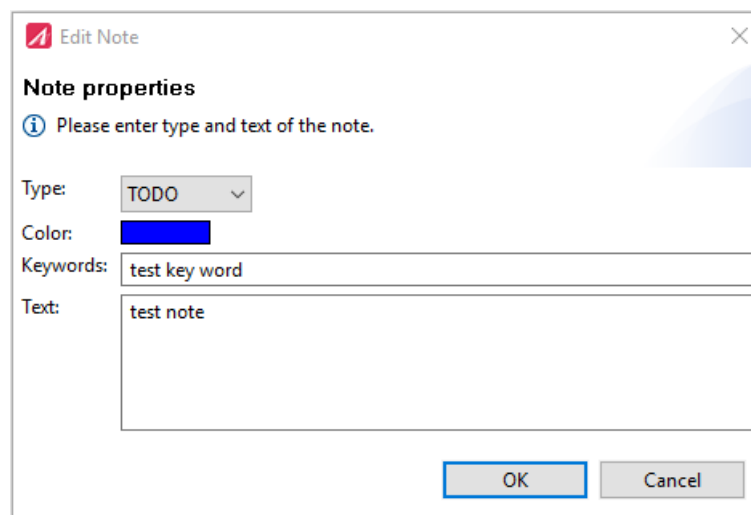 Edit Note
Note properties
Please enter type and text of the note.
Type: TODO
Color:
Keywords: test key word
Text: test note
OK Cancel